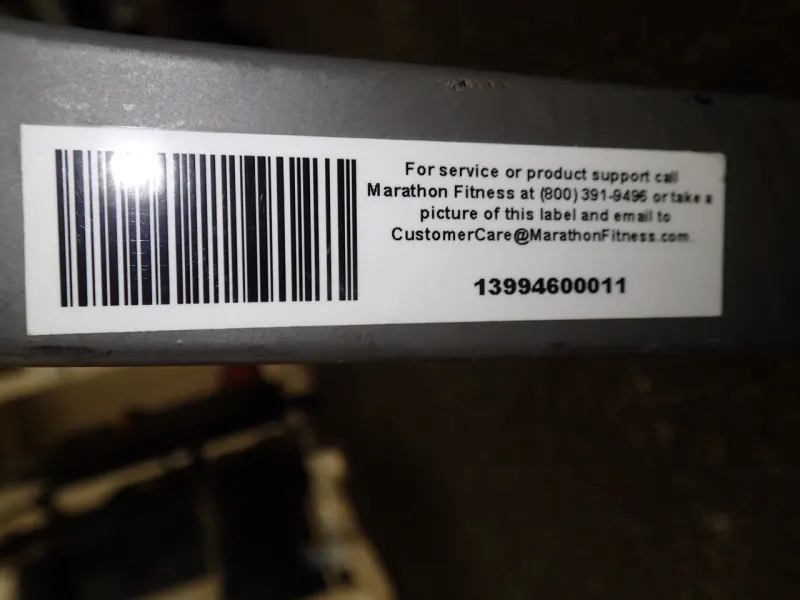 For service or product support call
Marathon Fitness at (800) 391-9496 or take a
picture of this label and email to
CustomerCare@MarathonFitness.com.
13994600011